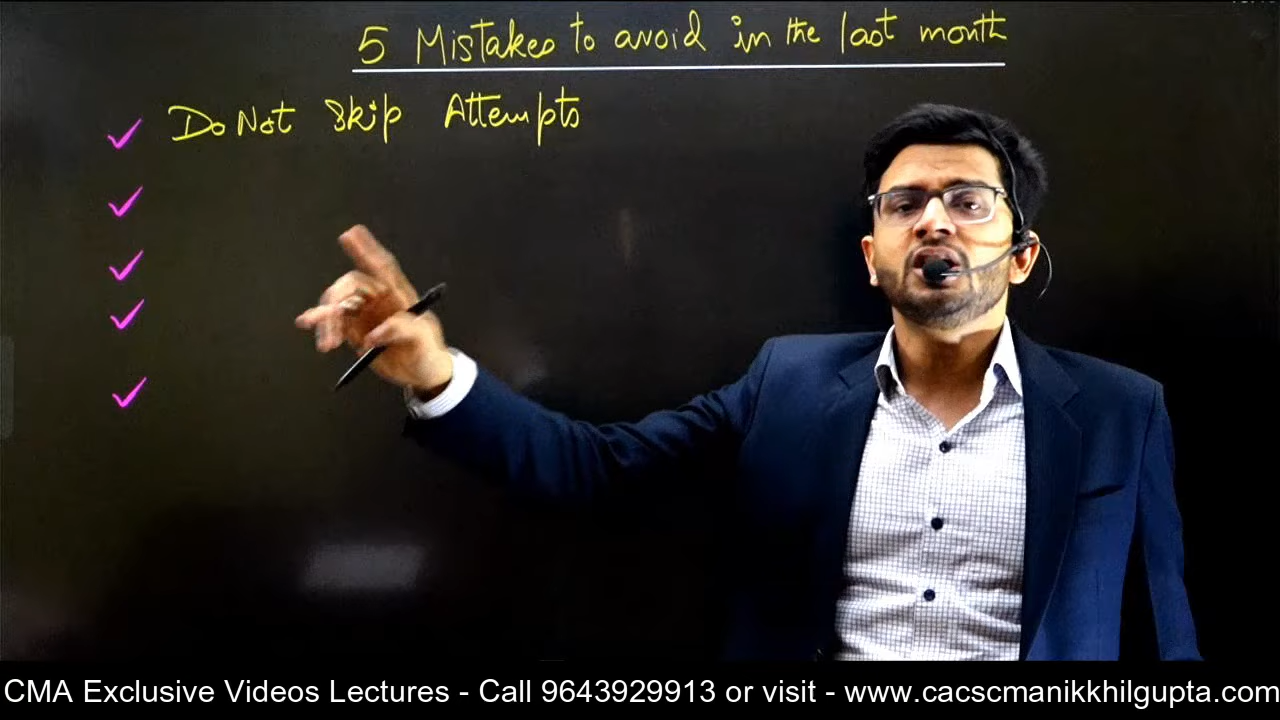 5 Mistakes to avoid in the last month
Do Not Skip Attempts
CMA Exclusive Videos Lectures - Call 9643929913 or visit - www.cacscmanikkhilgupta.com